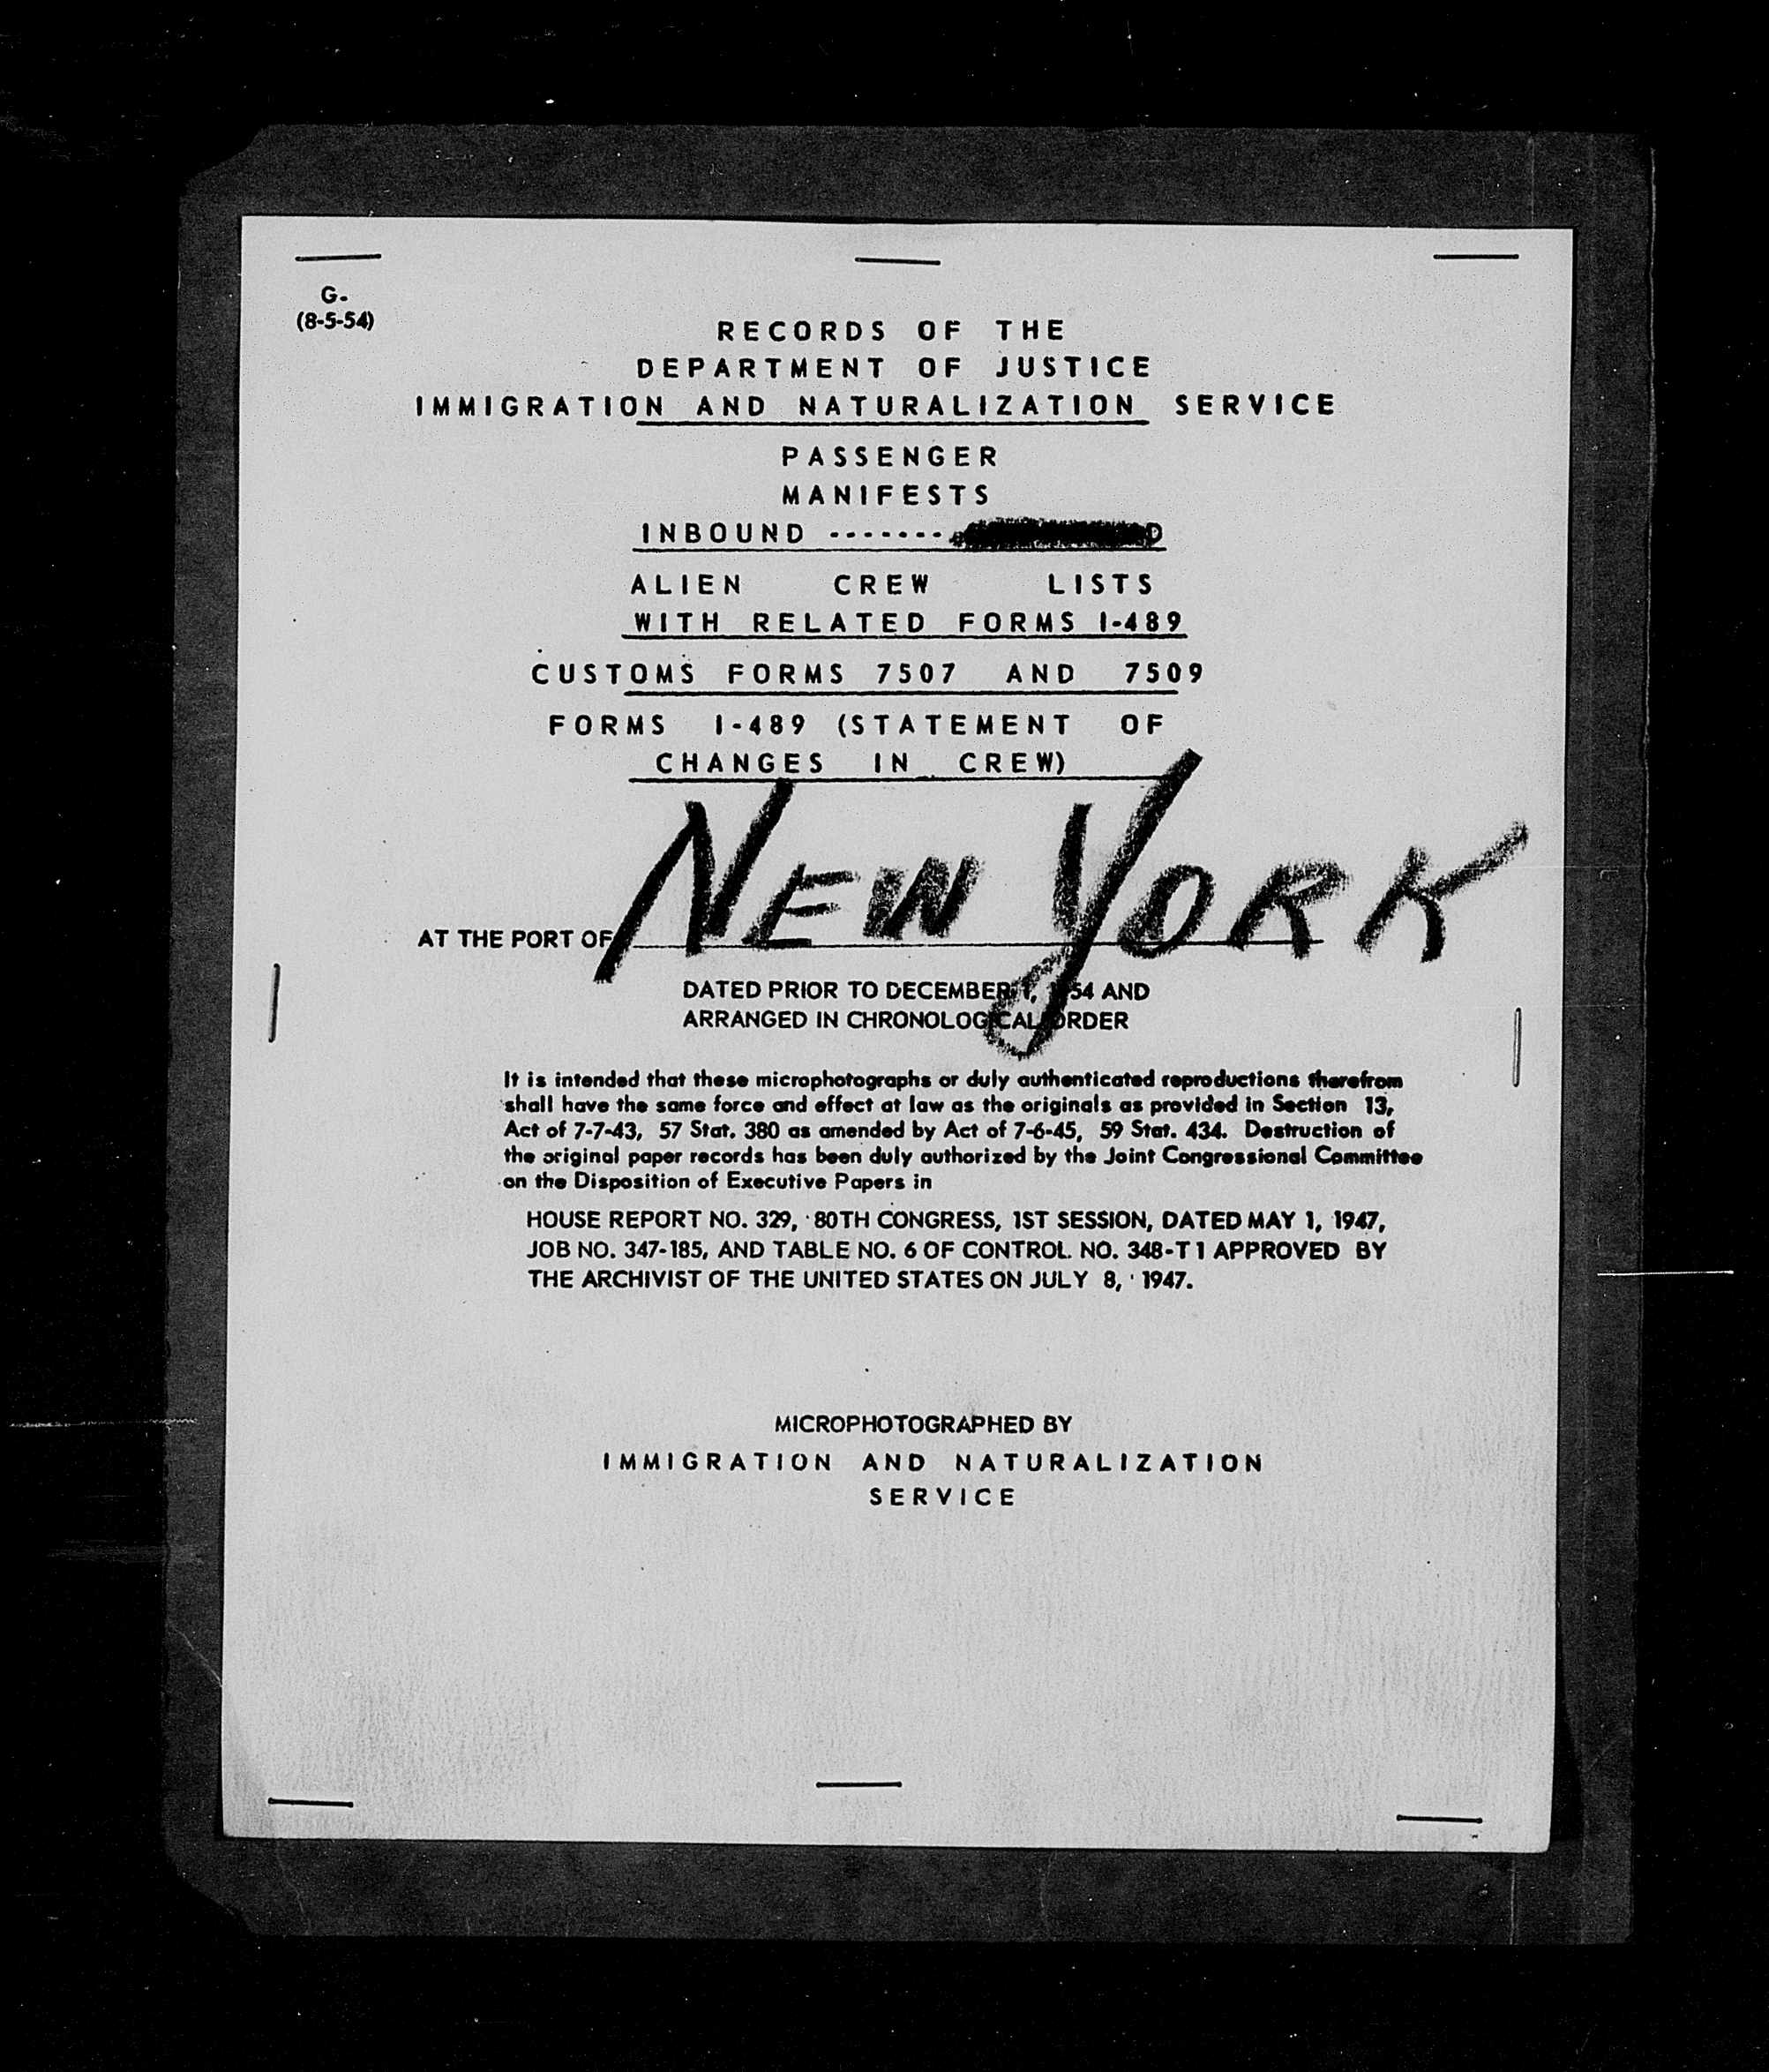 G-
(8-5-54)
RECORDS OF THE
DEPARTMENT OF JUSTICE
IMMIGRATION AND NATURALIZATION SERVICE
PASSENGER
MANIFESTS
INBOUND -------
ALIEN CREW LISTS
WITH RELATED FORMS I-489
CUSTOMS FORMS 7507 AND 7509
FORMS I-489 (STATEMENT OF
CHANGES IN CREW)
AT THE PORT OF NEW YORK
DATED PRIOR TO DECEMBER 1, 1954 AND
ARRANGED IN CHRONOLOGICAL ORDER
It is intended that these microphotographs or duly authenticated reproductions therefrom
shall have the same force and effect at law as the originals as provided in Section 13,
Act of 7-7-43, 57 Stat. 380 as amended by Act of 7-6-45, 59 Stat. 434. Destruction of
the original paper records has been duly authorized by the Joint Congressional Committee
on the Disposition of Executive Papers in
HOUSE REPORT NO. 329, 80TH CONGRESS, 1ST SESSION, DATED MAY 1, 1947,
JOB NO. 347-185, AND TABLE NO. 6 OF CONTROL NO. 348-T1 APPROVED BY
THE ARCHIVIST OF THE UNITED STATES ON JULY 8, 1947.
MICROPHOTOGRAPHED BY
IMMIGRATION AND NATURALIZATION
SERVICE